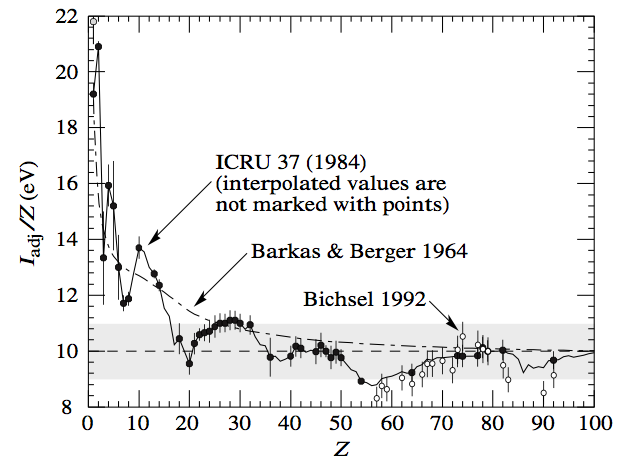 22
20
18
16
14
12
10
8
I_adj /Z (eV)
ICRU 37 (1984)
(interpolated values are
not marked with points)
Barkas & Berger 1964
Bichsel 1992
0 10 20 30 40 50 60 70 80 90 100
Z